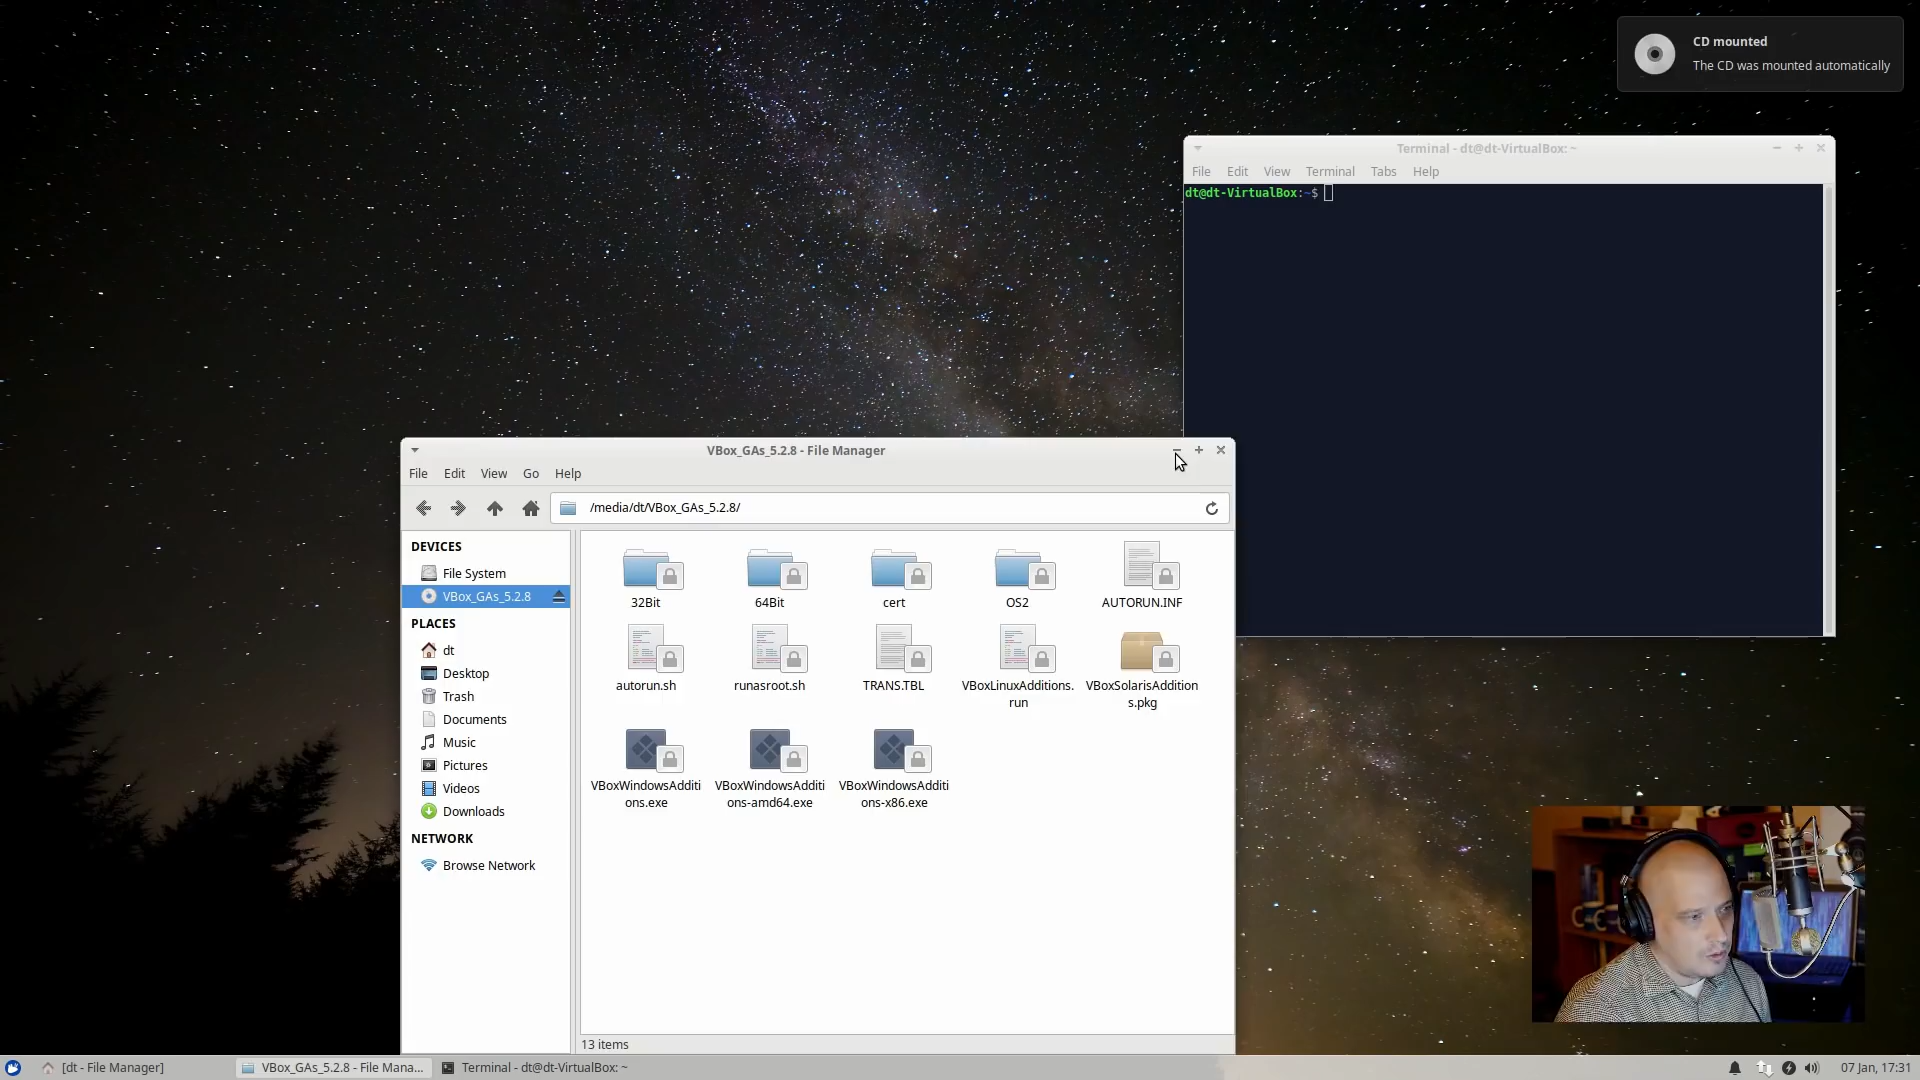 CD mounted
The CD was mounted automatically
Terminal - dt@dt-VirtualBox: ~
File Edit View Terminal Tabs Help
dt@dt-VirtualBox:~$
VBox_GAs_5.2.8 - File Manager
File Edit View Go Help
/media/dt/VBox_GAs_5.2.8/
DEVICES
File System
VBox_GAs_5.2.8
PLACES
dt
Desktop
Trash
Documents
Music
Pictures
Videos
Downloads
NETWORK
Browse Network
32Bit 64Bit cert OS2 AUTORUN.INF
autorun.sh runasroot.sh TRANS.TBL VBoxLinuxAdditions. VBoxSolarisAddition
run s.pkg
VBoxWindowsAdditi VBoxWindowsAdditi VBoxWindowsAdditi
ons.exe ons-amd64.exe ons-x86.exe
13 items
[dt - File Manager] VBox_GAs_5.2.8 - File Mana... Terminal - dt@dt-VirtualBox: ~ 07 Jan, 17:31